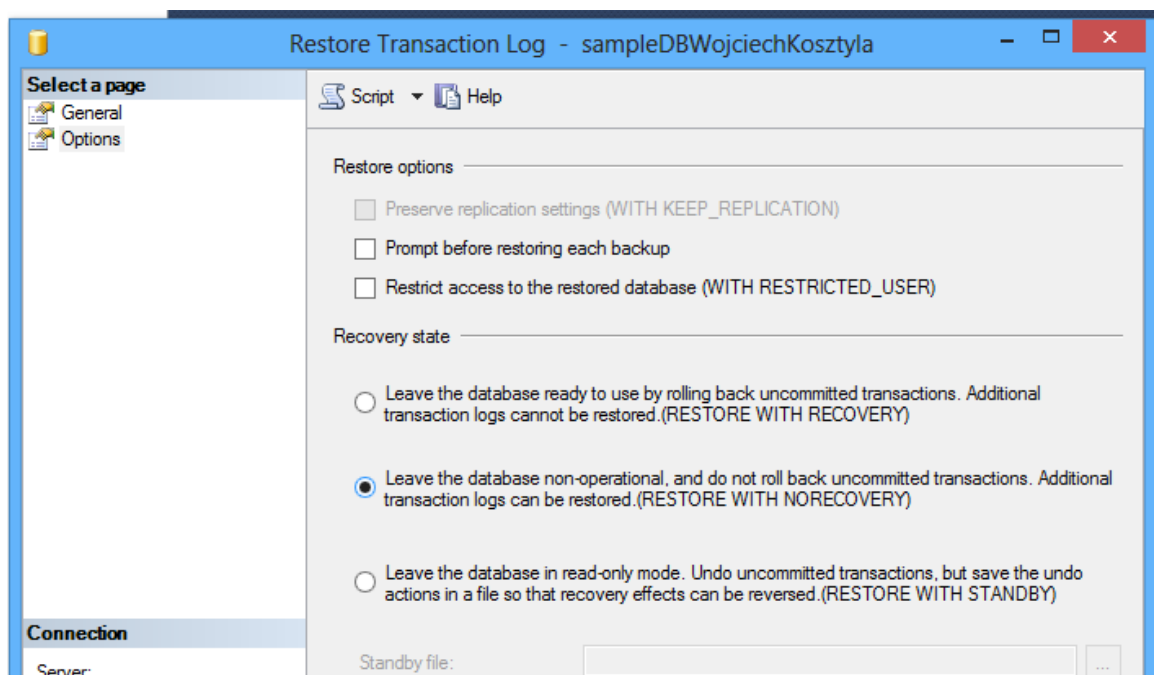 Restore Transaction Log - sampleDBWojciechKosztyla
Select a page
General
Options
Script
Help
Restore options
Preserve replication settings (WITH KEEP_REPLICATION)
Prompt before restoring each backup
Restrict access to the restored database (WITH RESTRICTED_USER)
Recovery state
Leave the database ready to use by rolling back uncommitted transactions. Additional
transaction logs cannot be restored.(RESTORE WITH RECOVERY)
Leave the database non-operational, and do not roll back uncommitted transactions. Additional
transaction logs can be restored.(RESTORE WITH NORECOVERY)
Leave the database in read-only mode. Undo uncommitted transactions, but save the undo
actions in a file so that recovery effects can be reversed.(RESTORE WITH STANDBY)
Standby file:
...
Connection
Server: